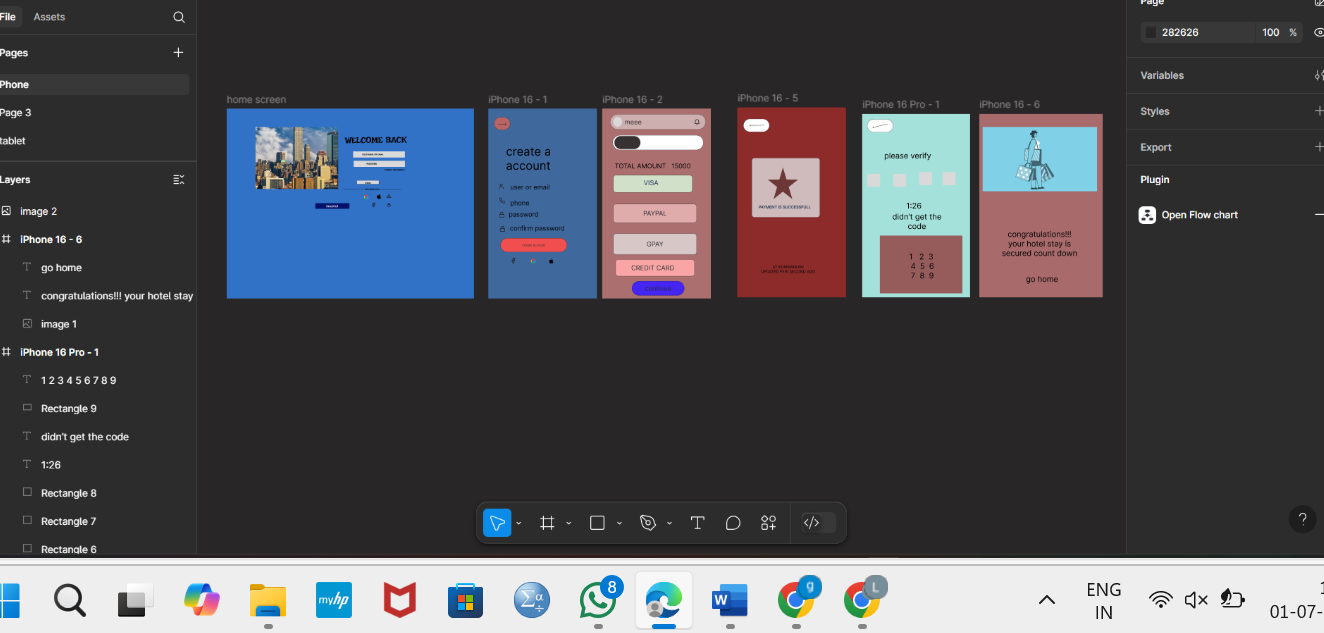 File Assets
Pages
Phone
Page 3
tablet
Layers
image 2
iPhone 16 - 6
go home
congratulations!!! your hotel stay
image 1
iPhone 16 Pro - 1
1 2 3 4 5 6 7 8 9
Rectangle 9
didn't get the code
1:26
Rectangle 8
Rectangle 7
Rectangle 6
home screen
WELCOME BACK
iPhone 16 - 1
create a
account
user or email
phone
password
confirm password
iPhone 16 - 2
TOTAL AMOUNT 15000
VISA
PAYPAL
GPAY
CREDIT CARD
iPhone 16 - 5
PAYMENT IS SUCCESSFULL
iPhone 16 Pro - 1
please verify
1:26
didn't get the
code
1 2 3
4 5 6
7 8 9
iPhone 16 - 6
congratulations!!!
your hotel stay is
secured count down
go home
Page
282626 100 %
Variables
Styles
Export
Plugin
Open Flow chart
?
myhp
8
W
g
L
ENG
IN
01-07-